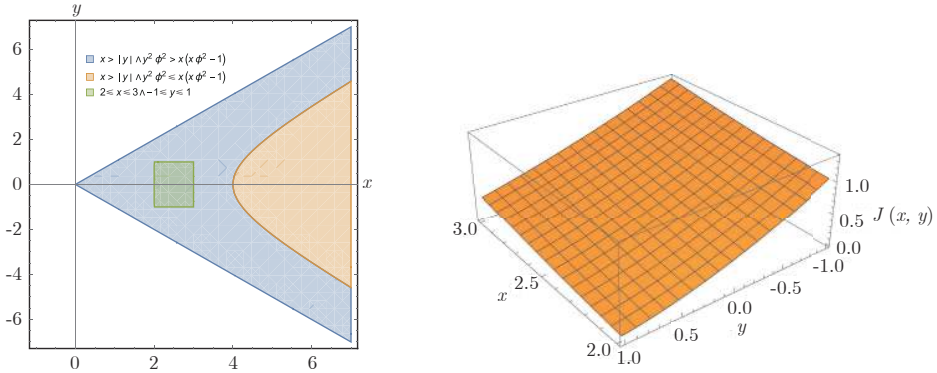 y
6
4
2
0
-2
-4
-6
x > |y| ∧ y² ϕ² > x(x ϕ² − 1)
x > |y| ∧ y² ϕ² ≤ x(x ϕ² − 1)
2 ≤ x ≤ 3 ∧ −1 ≤ y ≤ 1
x
0 2 4 6
3.0
2.5
2.0
x
1.0
0.5
0.0
-0.5
-1.0
y
1.0
0.5
0.0
J (x, y)